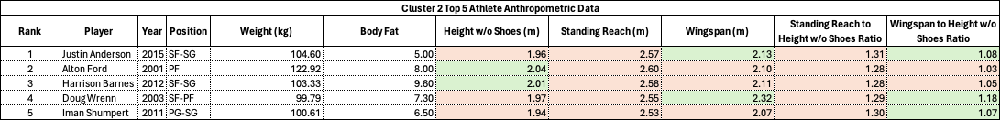 Cluster 2 Top 5 Athlete Anthropometric Data
Rank Player Year Position Weight (kg) Body Fat Height w/o Shoes (m) Standing Reach (m) Wingspan (m) Standing Reach to Height w/o Shoes Ratio Wingspan to Height w/o Shoes Ratio
1 Justin Anderson 2015 SF-SG 104.60 5.00 1.96 2.57 2.13 1.31 1.08
2 Alton Ford 2001 PF 122.92 8.00 2.04 2.60 2.10 1.28 1.03
3 Harrison Barnes 2012 SF-SG 103.33 9.60 2.01 2.58 2.11 1.28 1.05
4 Doug Wrenn 2003 SF-PF 99.79 7.30 1.97 2.55 2.32 1.29 1.18
5 Iman Shumpert 2011 PG-SG 100.61 6.50 1.94 2.53 2.07 1.30 1.07